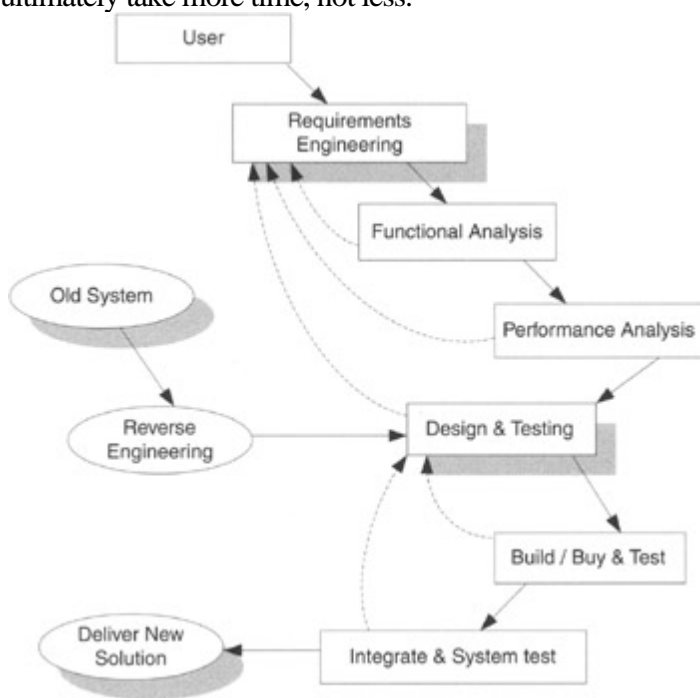 ultimately take more time, not less.
User
Requirements
Engineering
Functional Analysis
Old System
Performance Analysis
Reverse
Engineering
Design & Testing
Build / Buy & Test
Deliver New
Solution
Integrate & System test